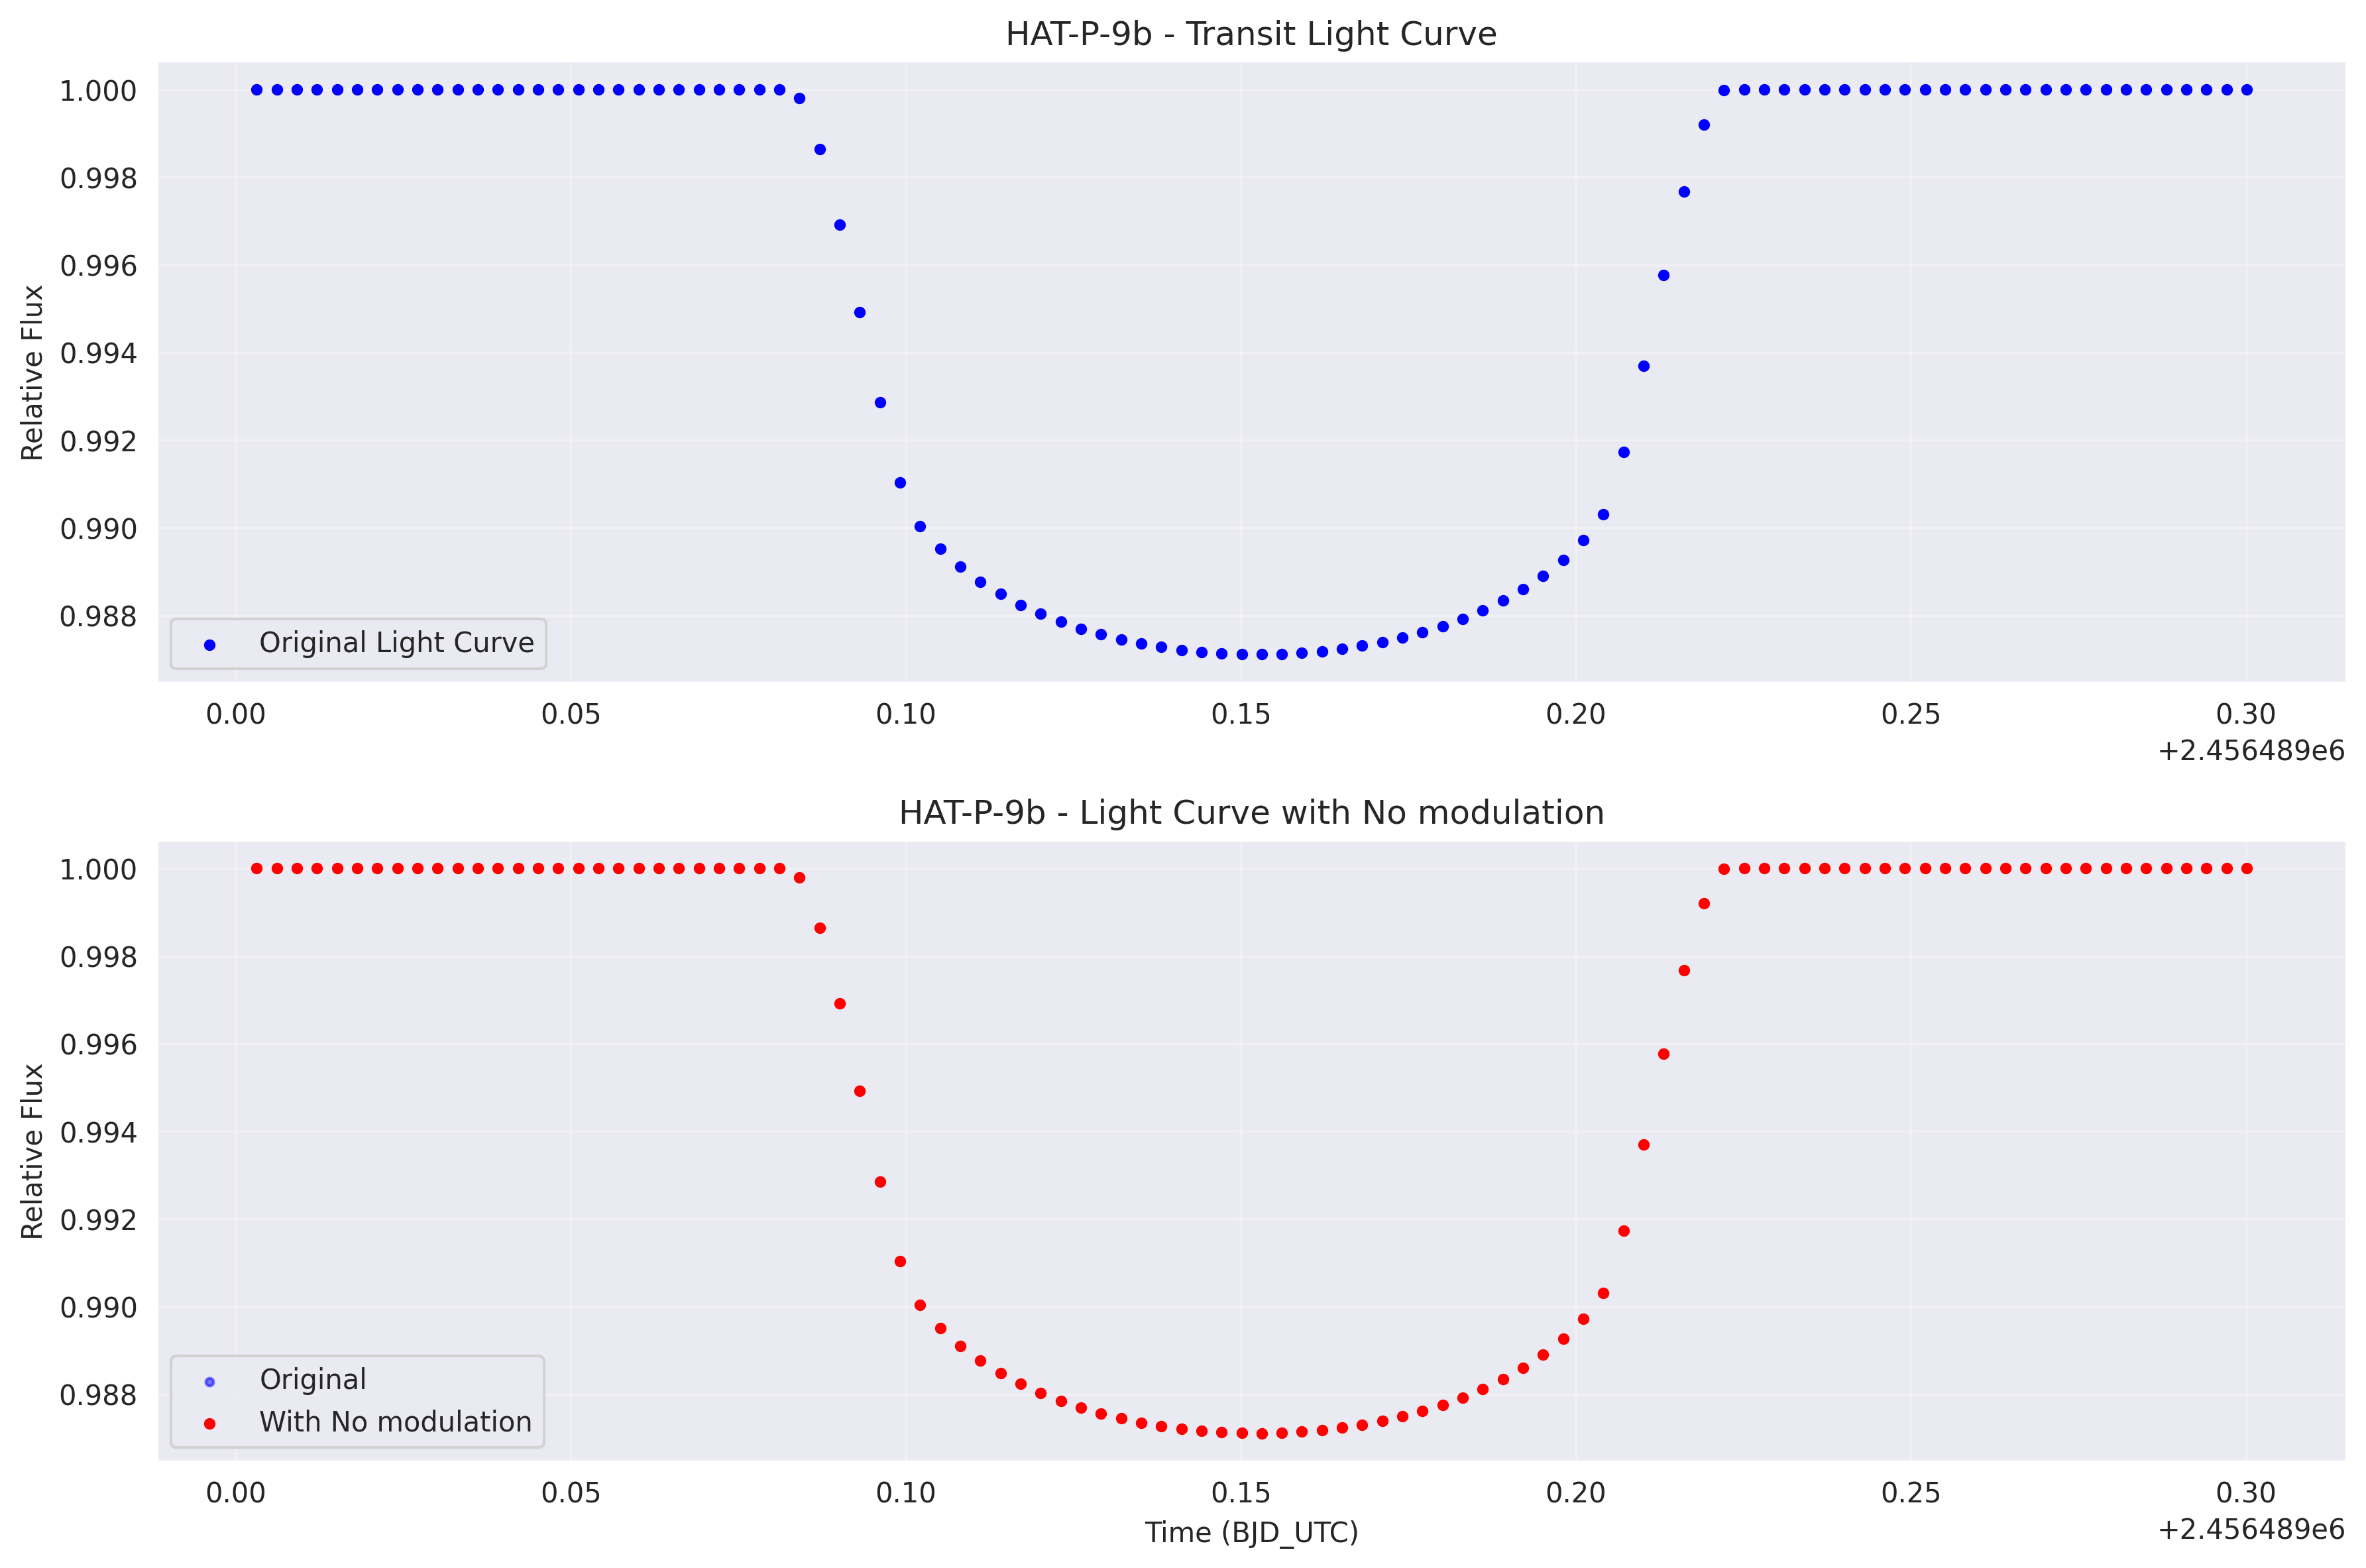 HAT-P-9b - Transit Light Curve
Relative Flux
1.000
0.998
0.996
0.994
0.992
0.990
0.988
Original Light Curve
0.00 0.05 0.10 0.15 0.20 0.25 0.30
+2.456489e6
HAT-P-9b - Light Curve with No modulation
Relative Flux
1.000
0.998
0.996
0.994
0.992
0.990
0.988
Original
With No modulation
0.00 0.05 0.10 0.15 0.20 0.25 0.30
Time (BJD_UTC)
+2.456489e6